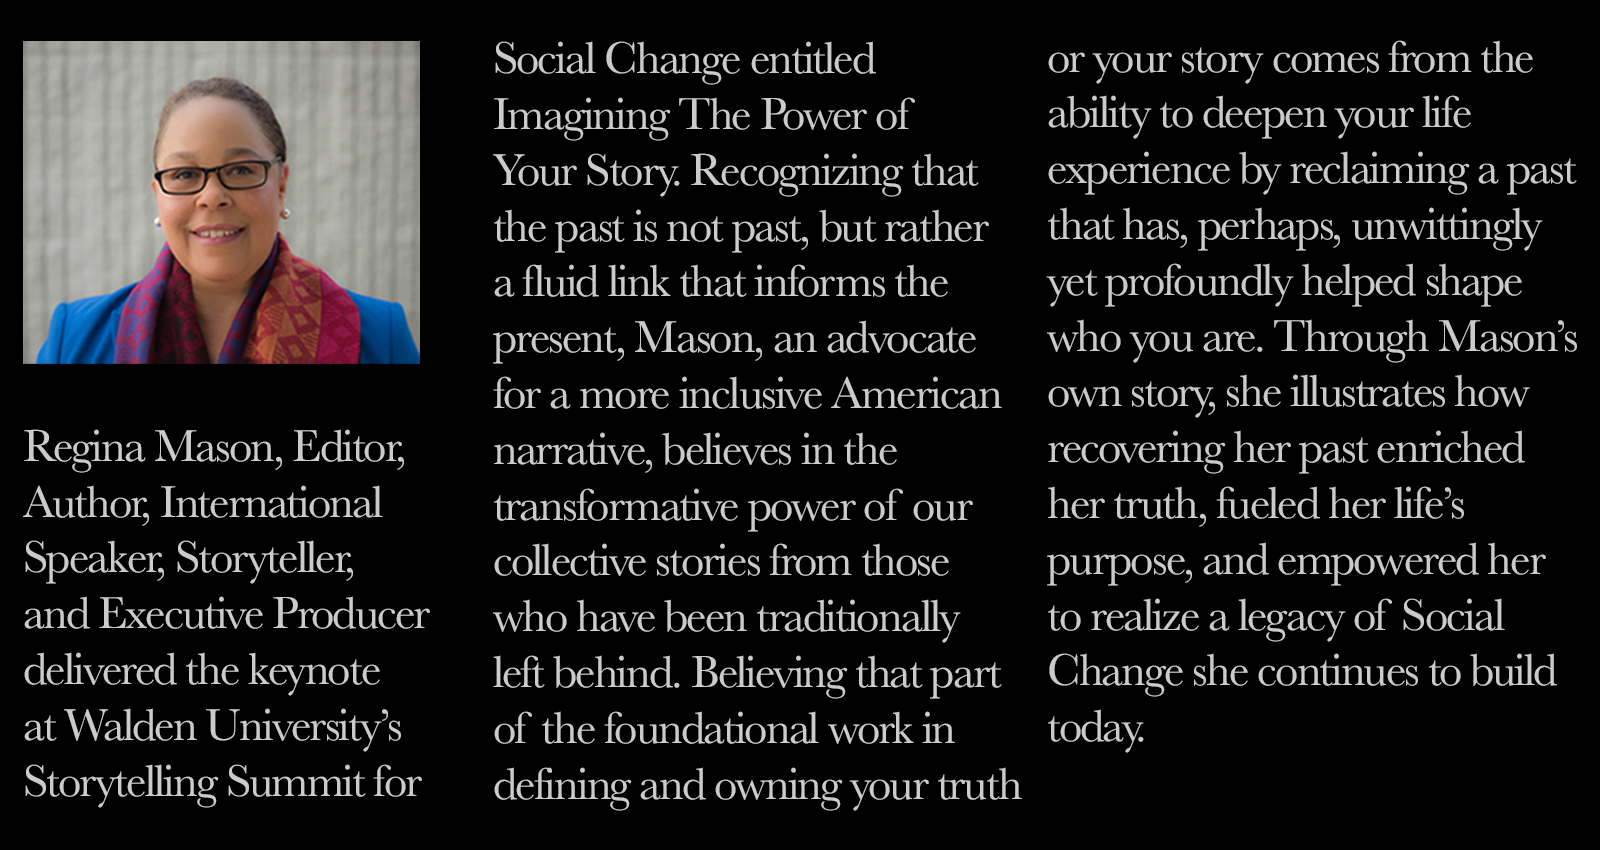 Regina Mason, Editor,
Author, International
Speaker, Storyteller,
and Executive Producer
delivered the keynote
at Walden University’s
Storytelling Summit for
Social Change entitled
Imagining The Power of
Your Story. Recognizing that
the past is not past, but rather
a fluid link that informs the
present, Mason, an advocate
for a more inclusive American
narrative, believes in the
transformative power of our
collective stories from those
who have been traditionally
left behind. Believing that part
of the foundational work in
defining and owning your truth
or your story comes from the
ability to deepen your life
experience by reclaiming a past
that has, perhaps, unwittingly
yet profoundly helped shape
who you are. Through Mason’s
own story, she illustrates how
recovering her past enriched
her truth, fueled her life’s
purpose, and empowered her
to realize a legacy of Social
Change she continues to build
today.